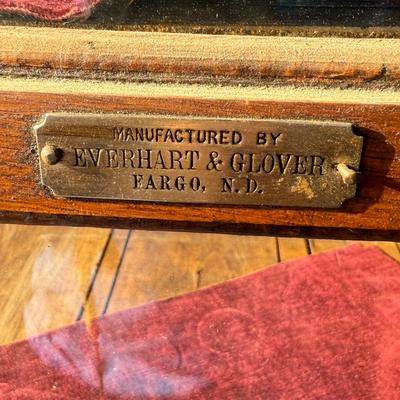 MANUFACTURED BY
EVERHART & GLOVER
FARGO, N.D.